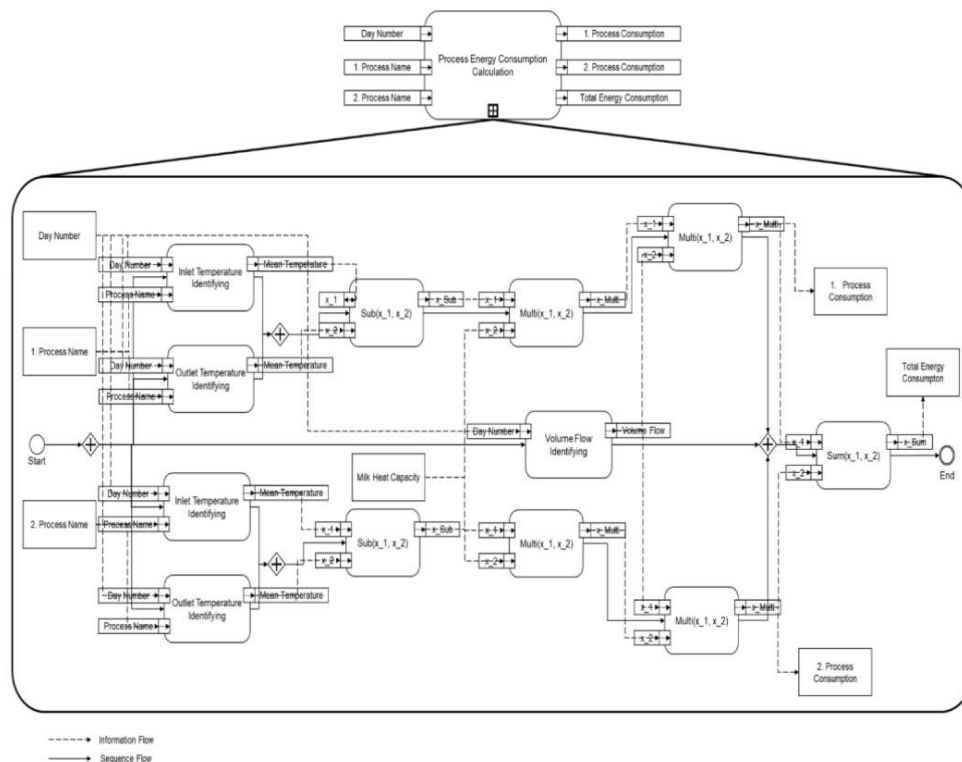 Day Number
1. Process Name
2. Process Name
Process Energy Consumption
Calculation
1. Process Consumption
2. Process Consumption
Total Energy Consumption
Day Number
1. Process Name
2. Process Name
Day Number
Process Name
Inlet Temperature
Identifying
Mean Temperature
Day Number
Process Name
Outlet Temperature
Identifying
Mean Temperature
x_1
x_2
Sub(x_1, x_2)
x_Sub
x_1
x_2
Multi(x_1, x_2)
x_Multi
x_1
x_2
Multi(x_1, x_2)
x_Multi
1. Process
Consumption
Total Energy
Consumpton
Start
Day Number
Volume Flow
Identifying
Volume Flow
Milk Heat Capacity
x_1
x_2
Sum(x_1, x_2)
x_Sum
End
Day Number
Process Name
Inlet Temperature
Identifying
Mean Temperature
Day Number
Process Name
Outlet Temperature
Identifying
Mean Temperature
x_1
x_2
Sub(x_1, x_2)
x_Sub
x_1
x_2
Multi(x_1, x_2)
x_Multi
x_1
x_2
Multi(x_1, x_2)
x_Multi
2. Process
Consumption
Information Flow
Sequence Flow